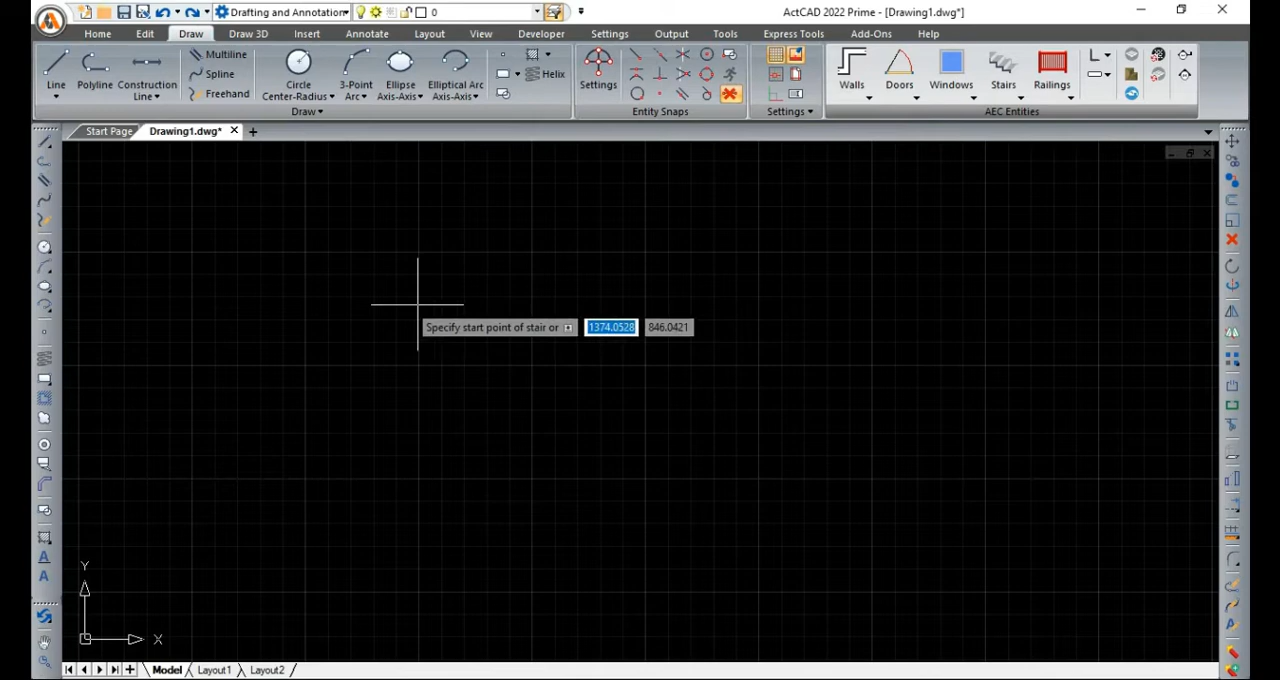 Drafting and Annotation
0
ActCAD 2022 Prime - [Drawing1.dwg*]
Home Edit Draw Draw 3D Insert Annotate Layout View Developer Settings Output Tools Express Tools Add-Ons Help
Multiline
Spline
Freehand
Helix
Line Polyline Construction Line Circle Center-Radius 3-Point Arc Ellipse Axis-Axis Elliptical Arc Axis-Axis
Settings
Walls Doors Windows Stairs Railings
Draw Entity Snaps Settings AEC Entities
Start Page Drawing1.dwg*
Specify start point of stair or 1374.0528 846.0421
Y
X
Model Layout1 Layout2